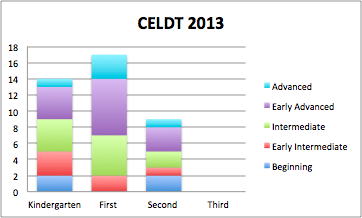 CELDT 2013
18
16
14
12
10
8
6
4
2
0
Kindergarten First Second Third
Advanced
Early Advanced
Intermediate
Early Intermediate
Beginning